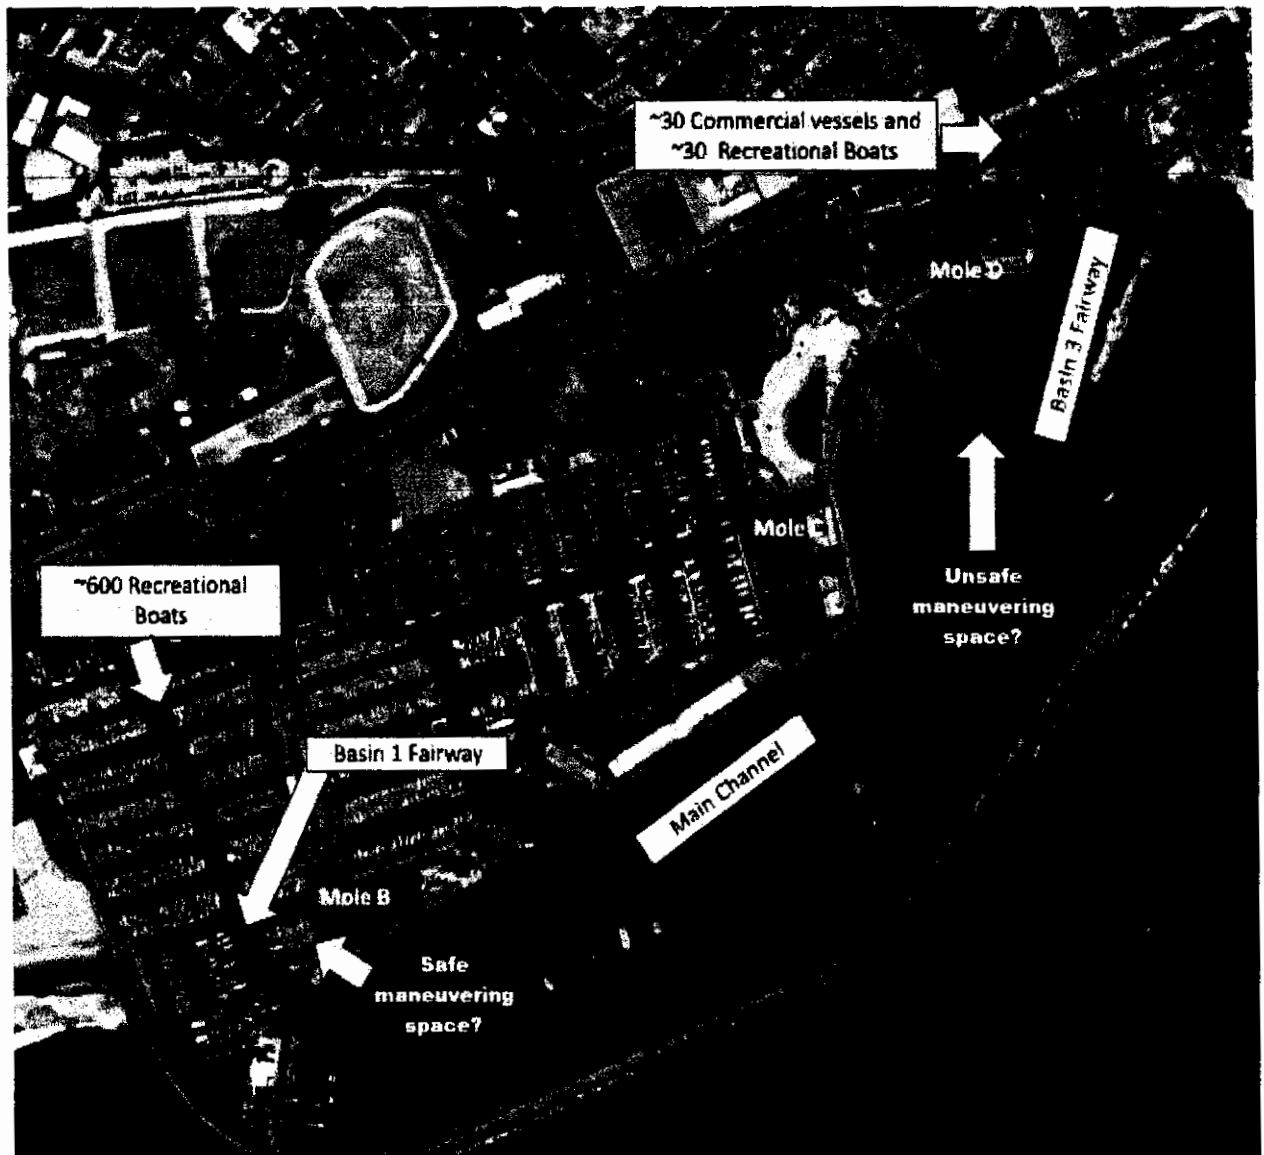 ~30 Commercial vessels and
~30 Recreational Boats
Mole D
Basin 3 Fairway
Mole C
Unsafe
maneuvering
space?
~600 Recreational
Boats
Basin 1 Fairway
Main Channel
Mole B
Safe
maneuvering
space?